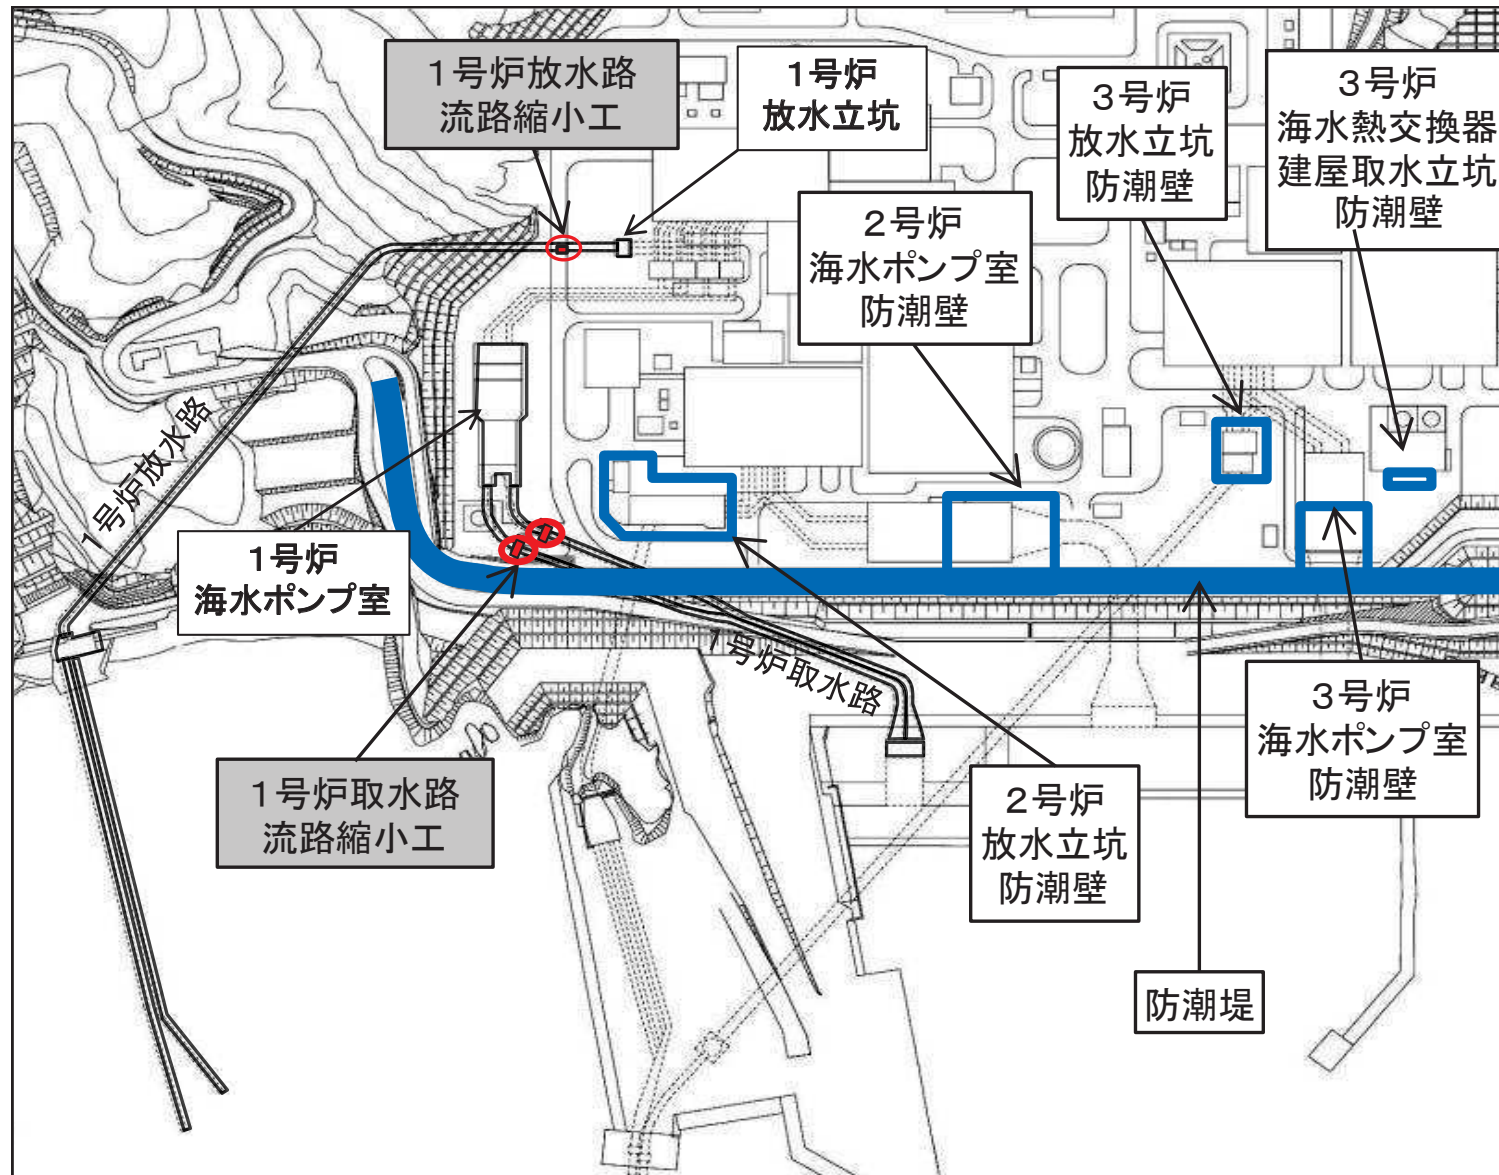 １号炉放水路
流路縮小工
１号炉
放水立坑
３号炉
放水立坑
防潮壁
３号炉
海水熱交換器
建屋取水立坑
防潮壁
２号炉
海水ポンプ室
防潮壁
１号炉放水路
１号炉
海水ポンプ室
１号炉取水路
１号炉取水路
流路縮小工
２号炉
放水立坑
防潮壁
３号炉
海水ポンプ室
防潮壁
防潮堤